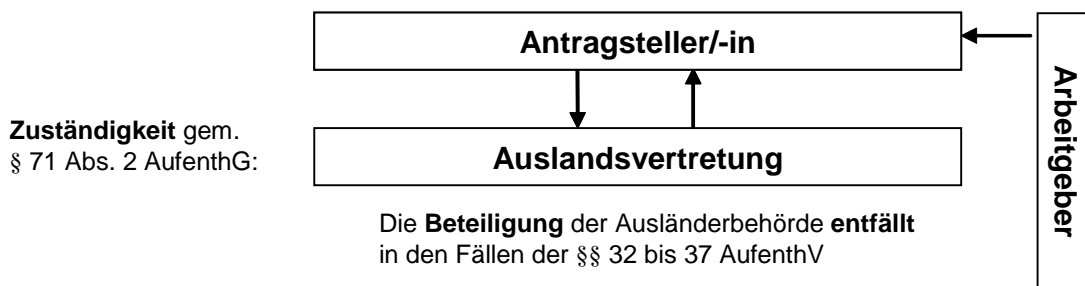 Antragsteller/-in
Arbeitgeber
Zuständigkeit gem.
§ 71 Abs. 2 AufenthG:
Auslandsvertretung
Die Beteiligung der Ausländerbehörde entfällt
in den Fällen der §§ 32 bis 37 AufenthV